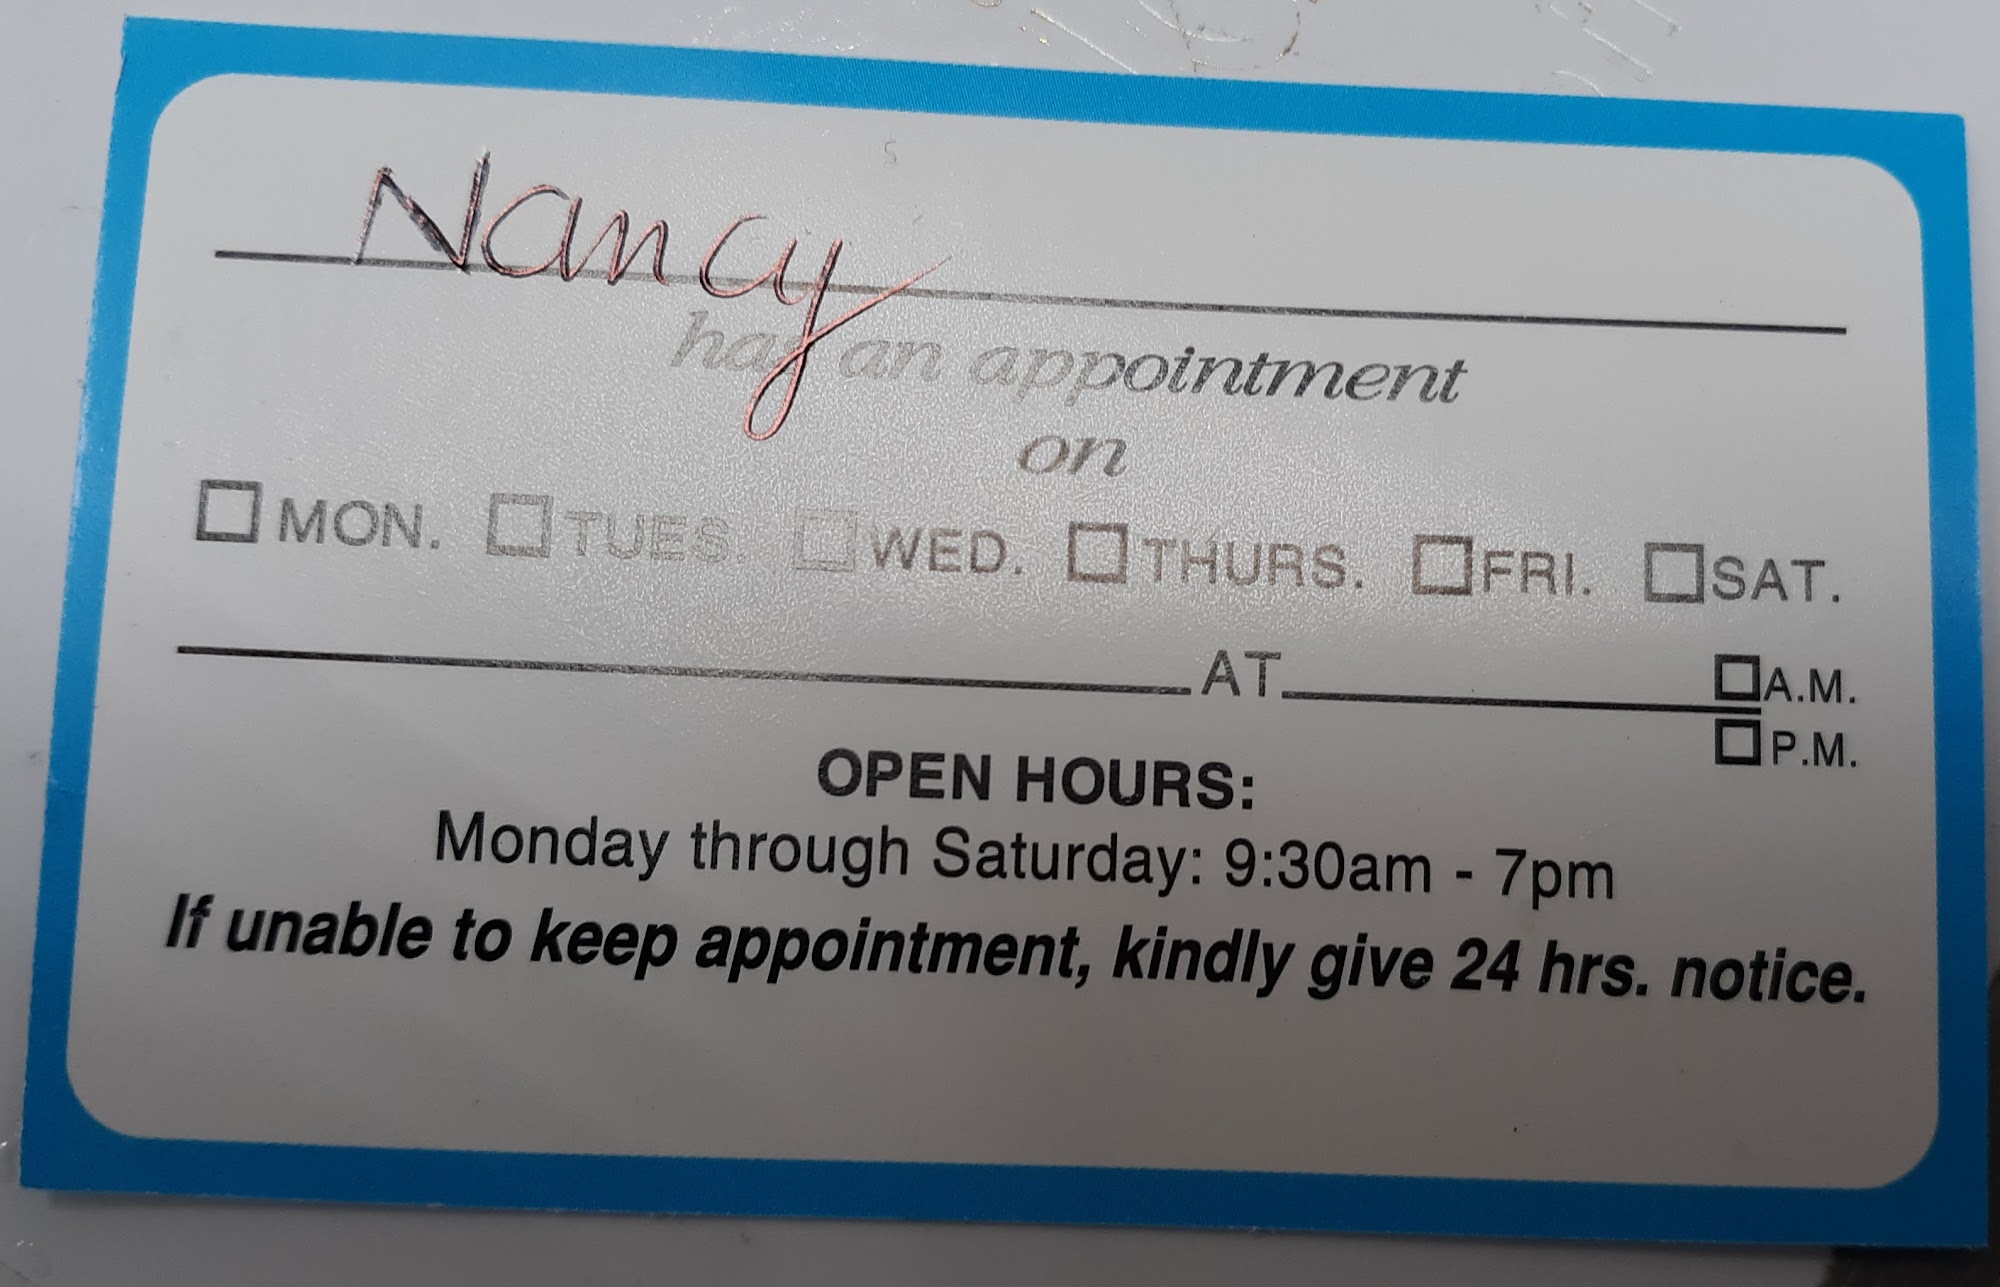 Nancy
has an appointment
on
☐ MON. ☐ TUES. ☐ WED. ☐ THURS. ☐ FRI. ☐ SAT.
AT ☐ A.M.
☐ P.M.
OPEN HOURS:
Monday through Saturday: 9:30am - 7pm
If unable to keep appointment, kindly give 24 hrs. notice.